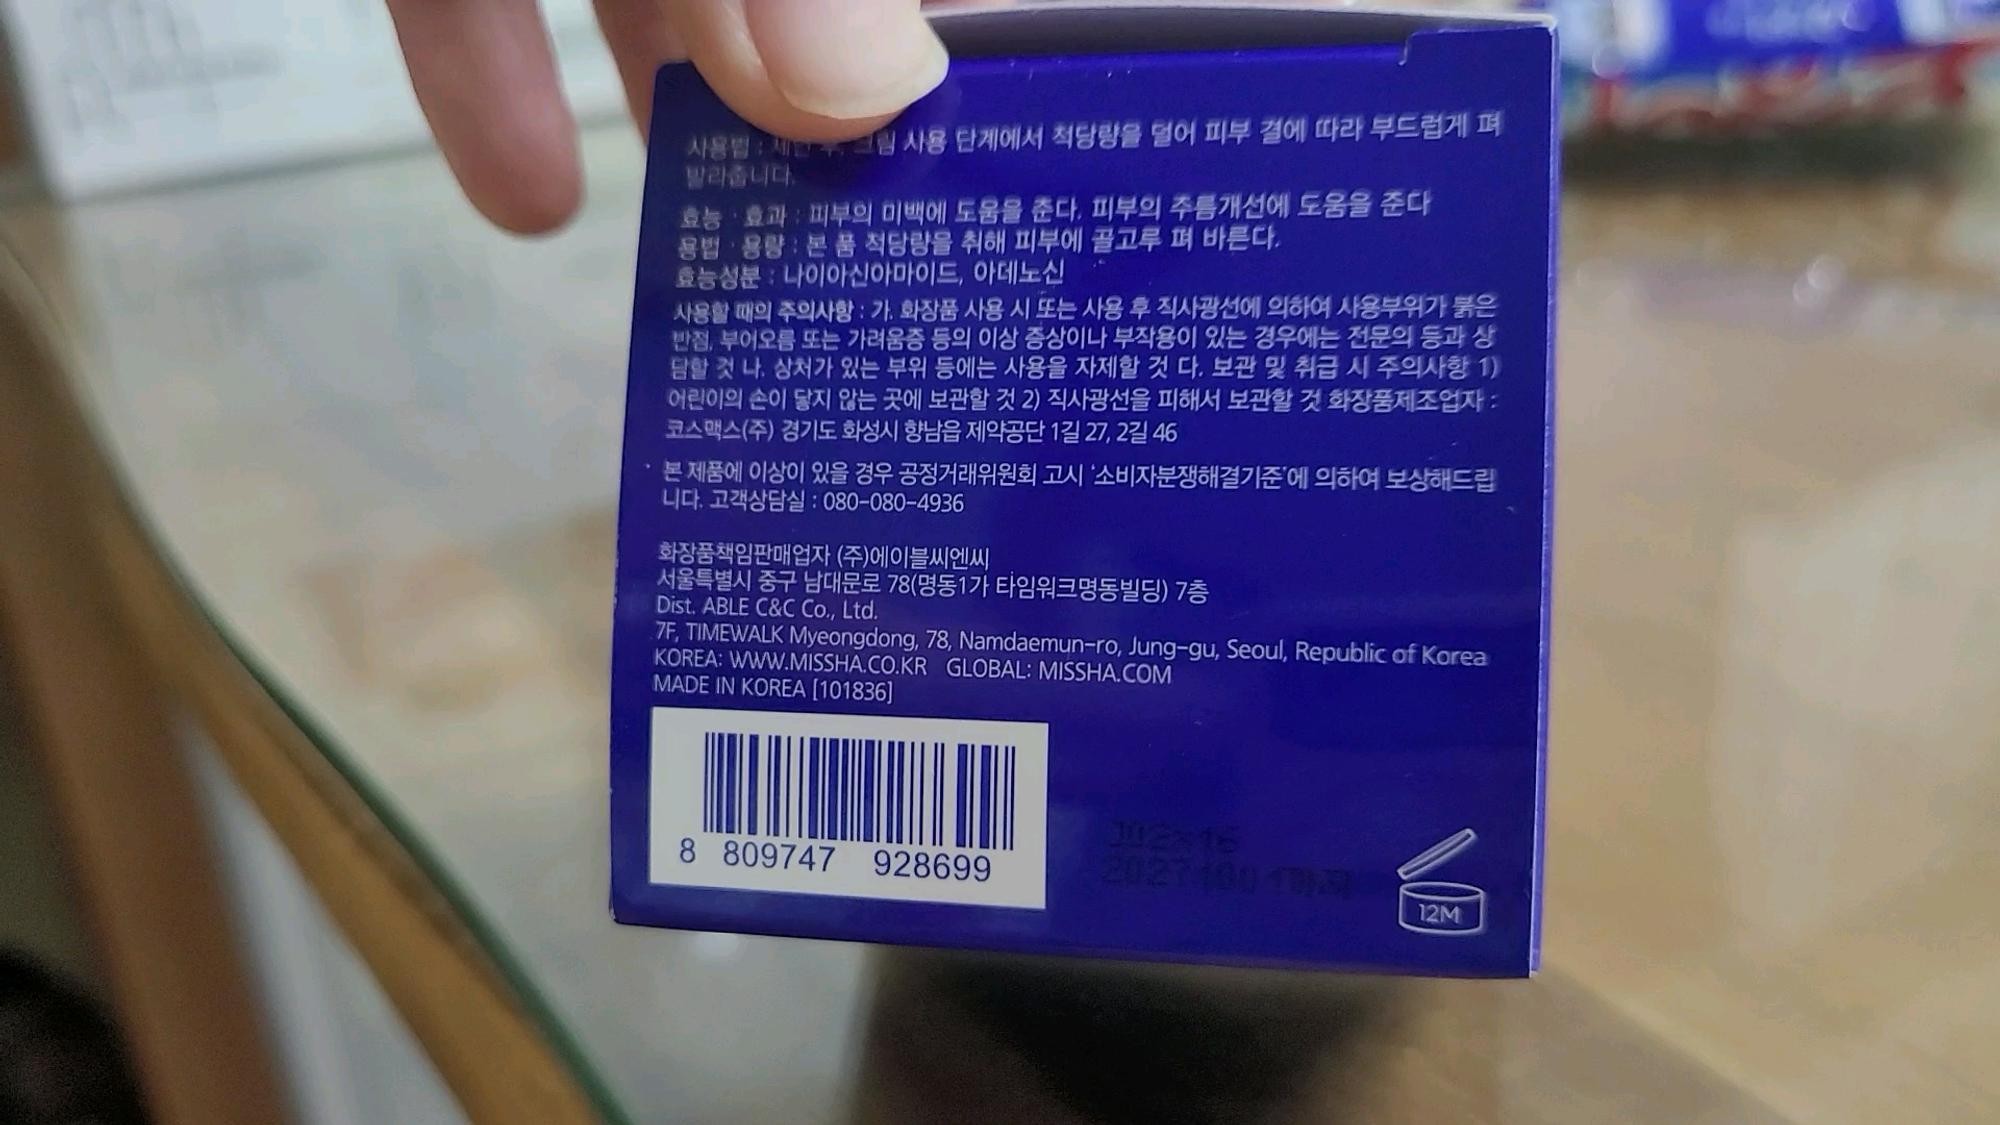 사용법 : 크림 사용 단계에서 적당량을 덜어 피부 결에 따라 부드럽게 펴
발라줍니다.
효능 · 효과 : 피부의 미백에 도움을 준다. 피부의 주름개선에 도움을 준다
용법 · 용량 : 본 품 적당량을 취해 피부에 골고루 펴 바른다.
효능성분 : 나이아신아마이드, 아데노신
사용할 때의 주의사항 : 가. 화장품 사용 시 또는 사용 후 직사광선에 의하여 사용부위가 붉은
반점, 부어오름 또는 가려움증 등의 이상 증상이나 부작용이 있는 경우에는 전문의 등과 상
담할 것 나. 상처가 있는 부위 등에는 사용을 자제할 것 다. 보관 및 취급 시 주의사항 1)
어린이의 손이 닿지 않는 곳에 보관할 것 2) 직사광선을 피해서 보관할 것 화장품제조업자 :
코스맥스(주) 경기도 화성시 향남읍 제약공단 1길 27, 2길 46
본 제품에 이상이 있을 경우 공정거래위원회 고시 '소비자분쟁해결기준'에 의하여 보상해드립
니다. 고객상담실 : 080-080-4936
화장품책임판매업자 (주)에이블씨엔씨
서울특별시 중구 남대문로 78(명동1가 타임워크명동빌딩) 7층
Dist. ABLE C&C Co., Ltd.
7F, TIMEWALK Myeongdong, 78, Namdaemun-ro, Jung-gu, Seoul, Republic of Korea
KOREA: WWW.MISSHA.CO.KR GLOBAL: MISSHA.COM
MADE IN KOREA [101836]
8 809747 928699
12M